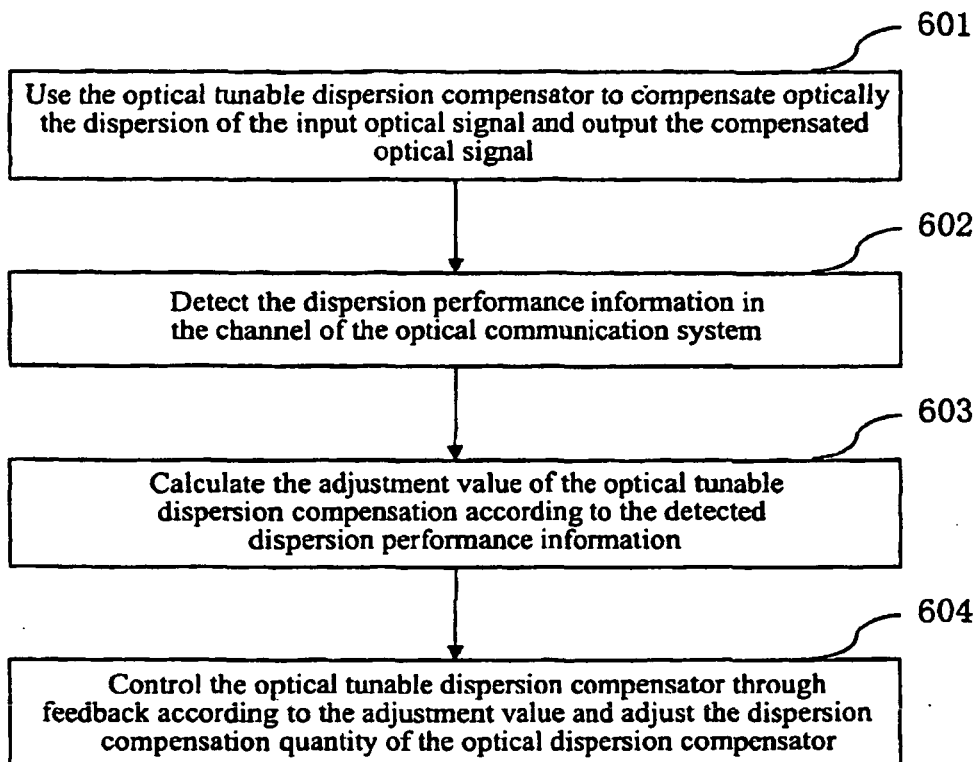 601
Use the optical tunable dispersion compensator to compensate optically
the dispersion of the input optical signal and output the compensated
optical signal
602
Detect the dispersion performance information in
the channel of the optical communication system
603
Calculate the adjustment value of the optical tunable
dispersion compensation according to the detected
dispersion performance information
604
Control the optical tunable dispersion compensator through
feedback according to the adjustment value and adjust the dispersion
compensation quantity of the optical dispersion compensator